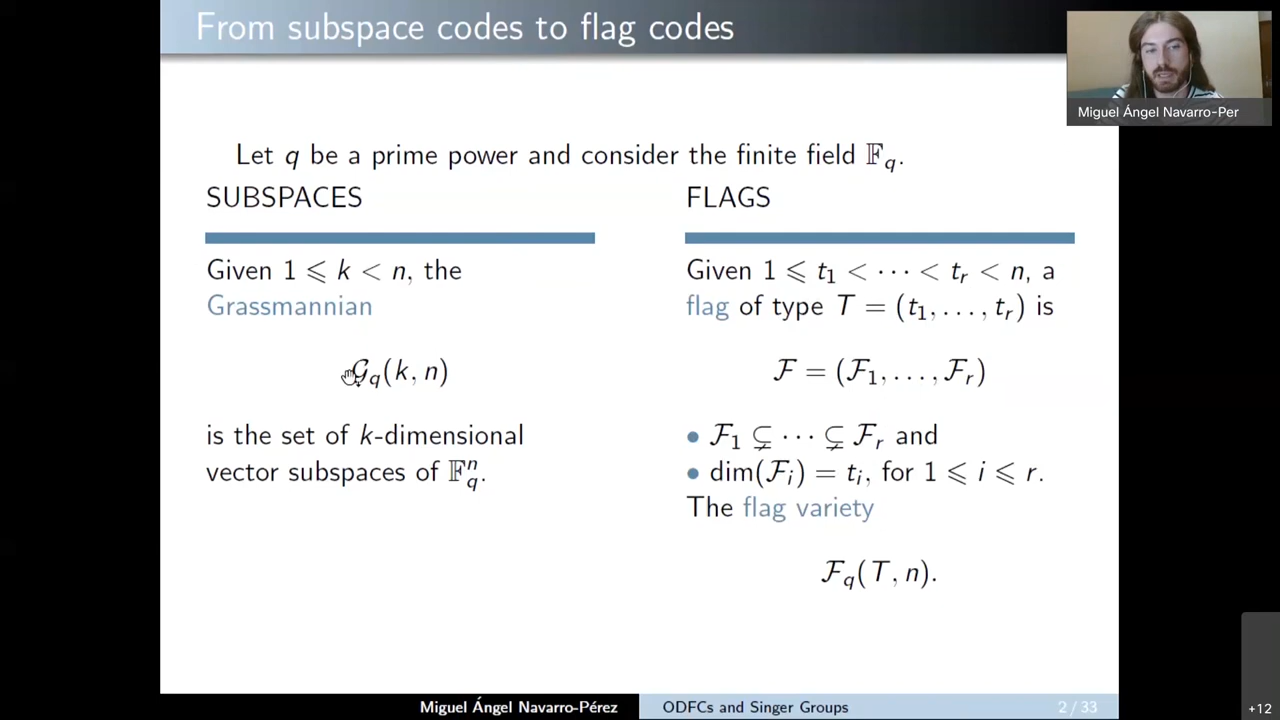 From subspace codes to flag codes
Miguel Ángel Navarro-Per
Let q be a prime power and consider the finite field 𝔽_q.
SUBSPACES
Given 1 ⩽ k < n, the
Grassmannian
𝒢_q(k, n)
is the set of k-dimensional
vector subspaces of 𝔽_q^n.
FLAGS
Given 1 ⩽ t_1 < ⋯ < t_r < n, a
flag of type T = (t_1, …, t_r) is
ℱ = (ℱ_1, …, ℱ_r)
• ℱ_1 ⊊ ⋯ ⊊ ℱ_r and
• dim(ℱ_i) = t_i, for 1 ⩽ i ⩽ r.
The flag variety
ℱ_q(T, n).
Miguel Ángel Navarro-Pérez
ODFCs and Singer Groups
2 / 33
+12